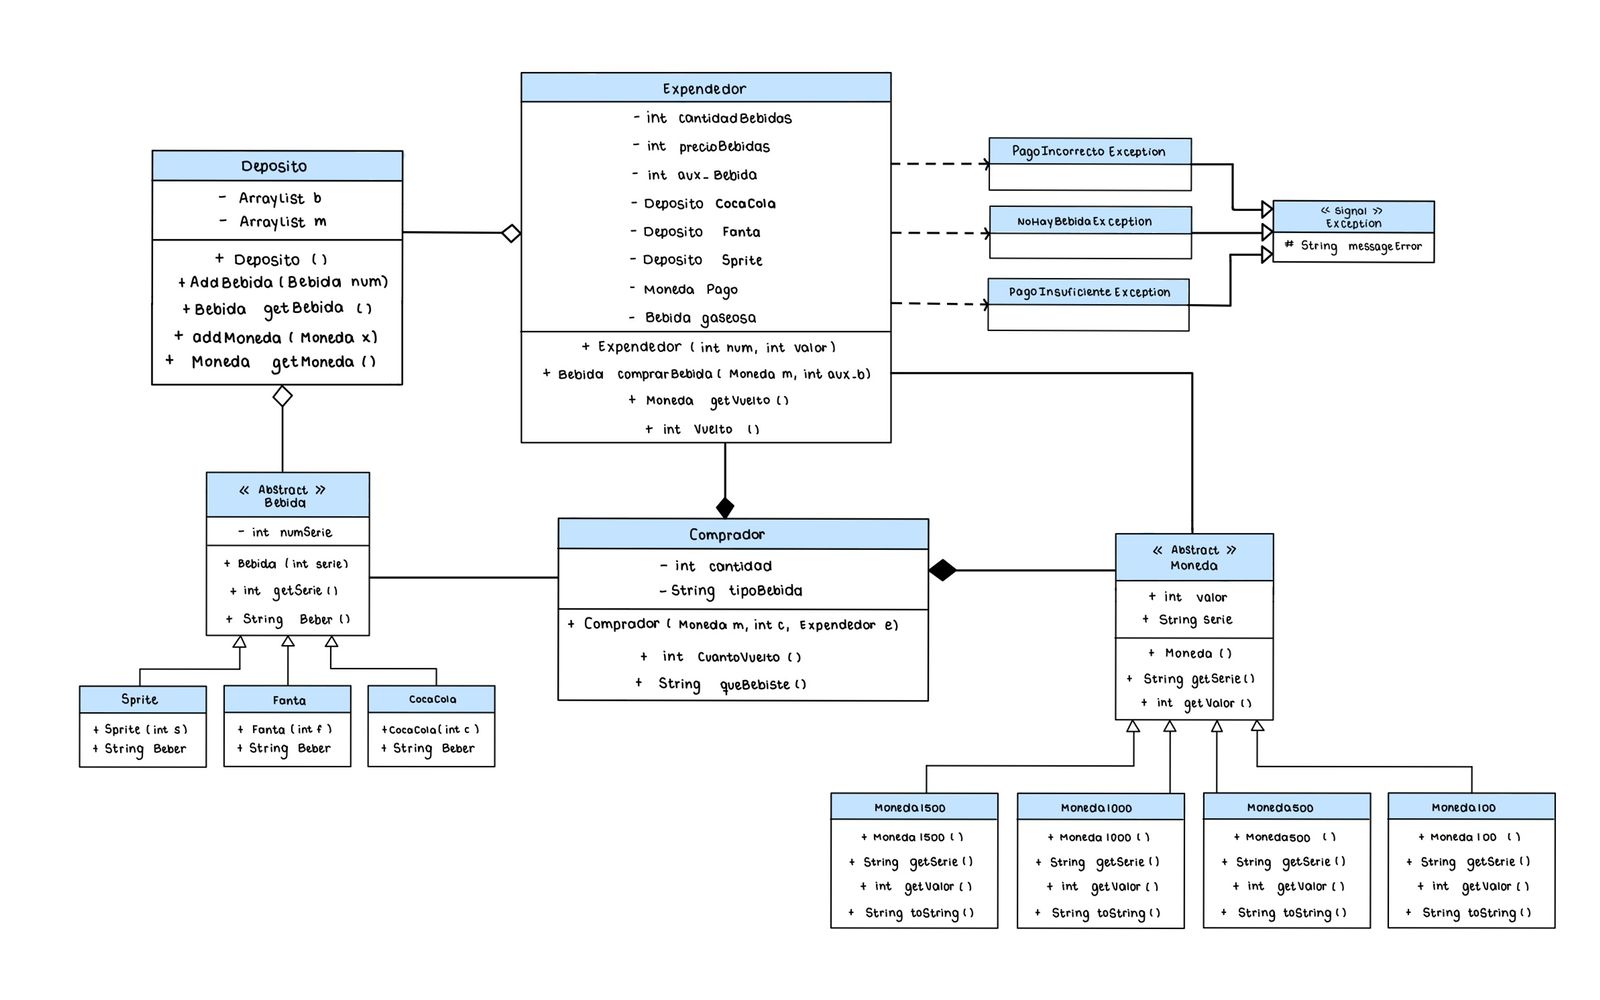 Expendedor
- int cantidadBebidas
- int precioBebidas
- int aux_Bebida
- Deposito CocaCola
- Deposito Fanta
- Deposito Sprite
- Moneda Pago
- Bebida gaseosa
+ Expendedor (int num, int valor)
+ Bebida comprarBebida( Moneda m, int aux_b)
+ Moneda getVuelto ()
+ int Vuelto ()
Deposito
- Arraylist b
- Arraylist m
+ Deposito ()
+ AddBebida (Bebida num)
+ Bebida getBebida ()
+ addMoneda ( Moneda x)
+ Moneda getMoneda ()
PagoIncorrecto Exception
NoHayBebidaException
PagoInsuficiente Exception
<< Signal >>
Exception
# String messageError
<< Abstract >>
Bebida
- int numSerie
+ Bebida (int serie)
+ int getSerie ()
+ String Beber ()
Comprador
- int cantidad
- String tipoBebida
+ Comprador ( Moneda m, int c, Expendedor e)
+ int CuantoVuelto ()
+ String queBebiste ()
<< Abstract >>
Moneda
+ int valor
+ String serie
+ Moneda ()
+ String getSerie ()
+ int getValor ()
Sprite
+ Sprite (int s)
+ String Beber
Fanta
+ Fanta (int f)
+ String Beber
CocaCola
+ CocaCola (int c)
+ String Beber
Moneda1500
+ Moneda 1500 ()
+ String getSerie ()
+ int getValor ()
+ String toString ()
Moneda1000
+ Moneda 1000 ()
+ String getSerie ()
+ int getValor ()
+ String toString ()
Moneda500
+ Moneda500 ()
+ String getSerie ()
+ int getValor ()
+ String toString ()
Moneda100
+ Moneda 100 ()
+ String getSerie ()
+ int getValor ()
+ String toString ()